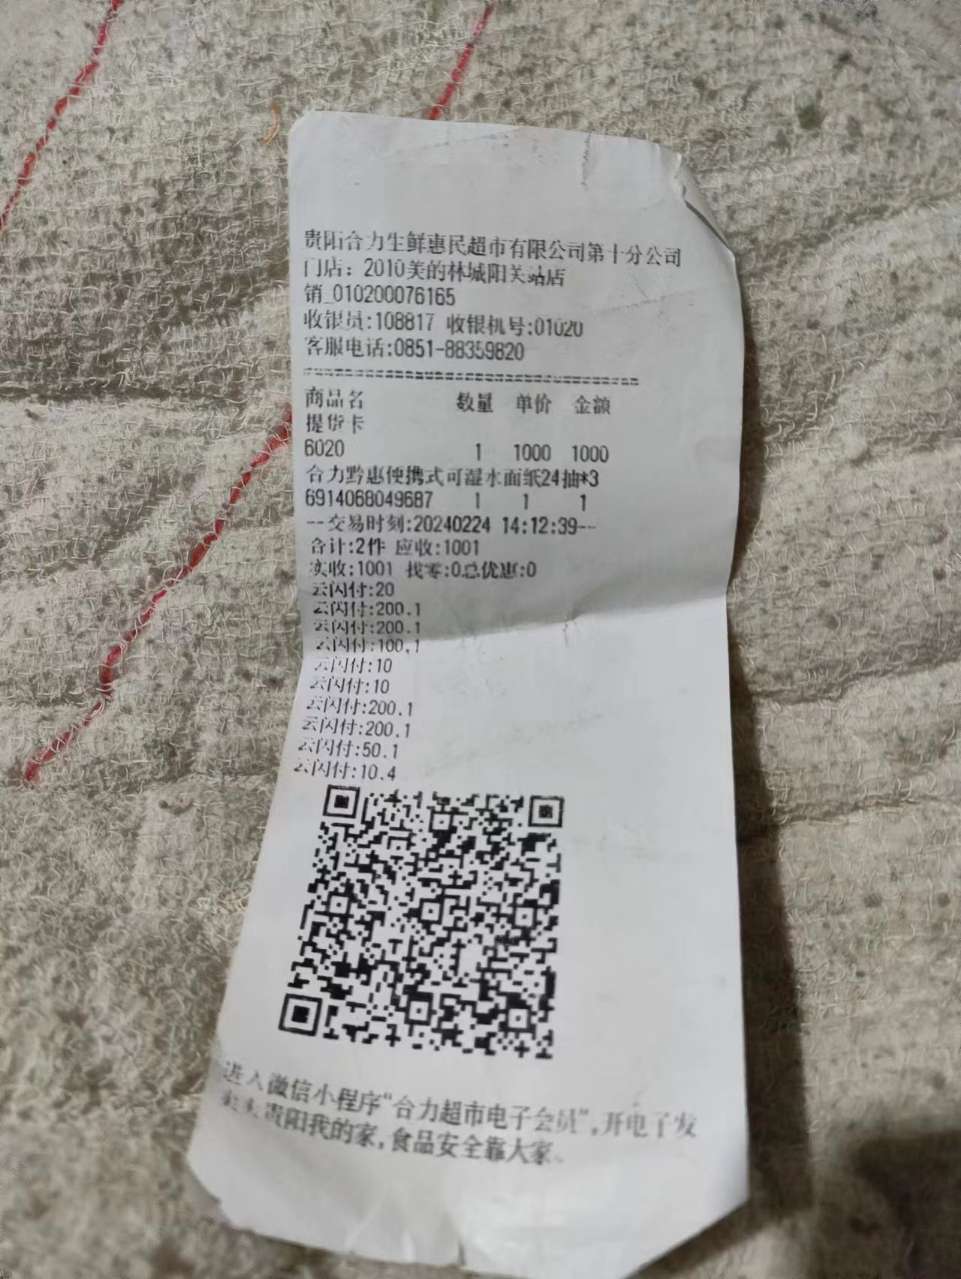 贵阳合力生鲜惠民超市有限公司第十分公司
门店：2010美的林城阳关站店
销_010200076165
收银员:108817 收银机号:01020
客服电话:0851-88359820
==========================================
商品名 数量 单价 金额
提货卡
6020 1 1000 1000
合力黔惠便携式可湿水面纸24抽*3
6914068049687 1 1 1
--交易时刻:20240224 14:12:39--
合计:2件 应收:1001
实收:1001 找零:0总优惠:0
云闪付:20
云闪付:200.1
云闪付:200.1
云闪付:100.1
云闪付:10
云闪付:10
云闪付:200.1
云闪付:200.1
云闪付:50.1
云闪付:10.4
进入微信小程序“合力超市电子会员”,开电子发
贵阳我的家,食品安全靠大家、